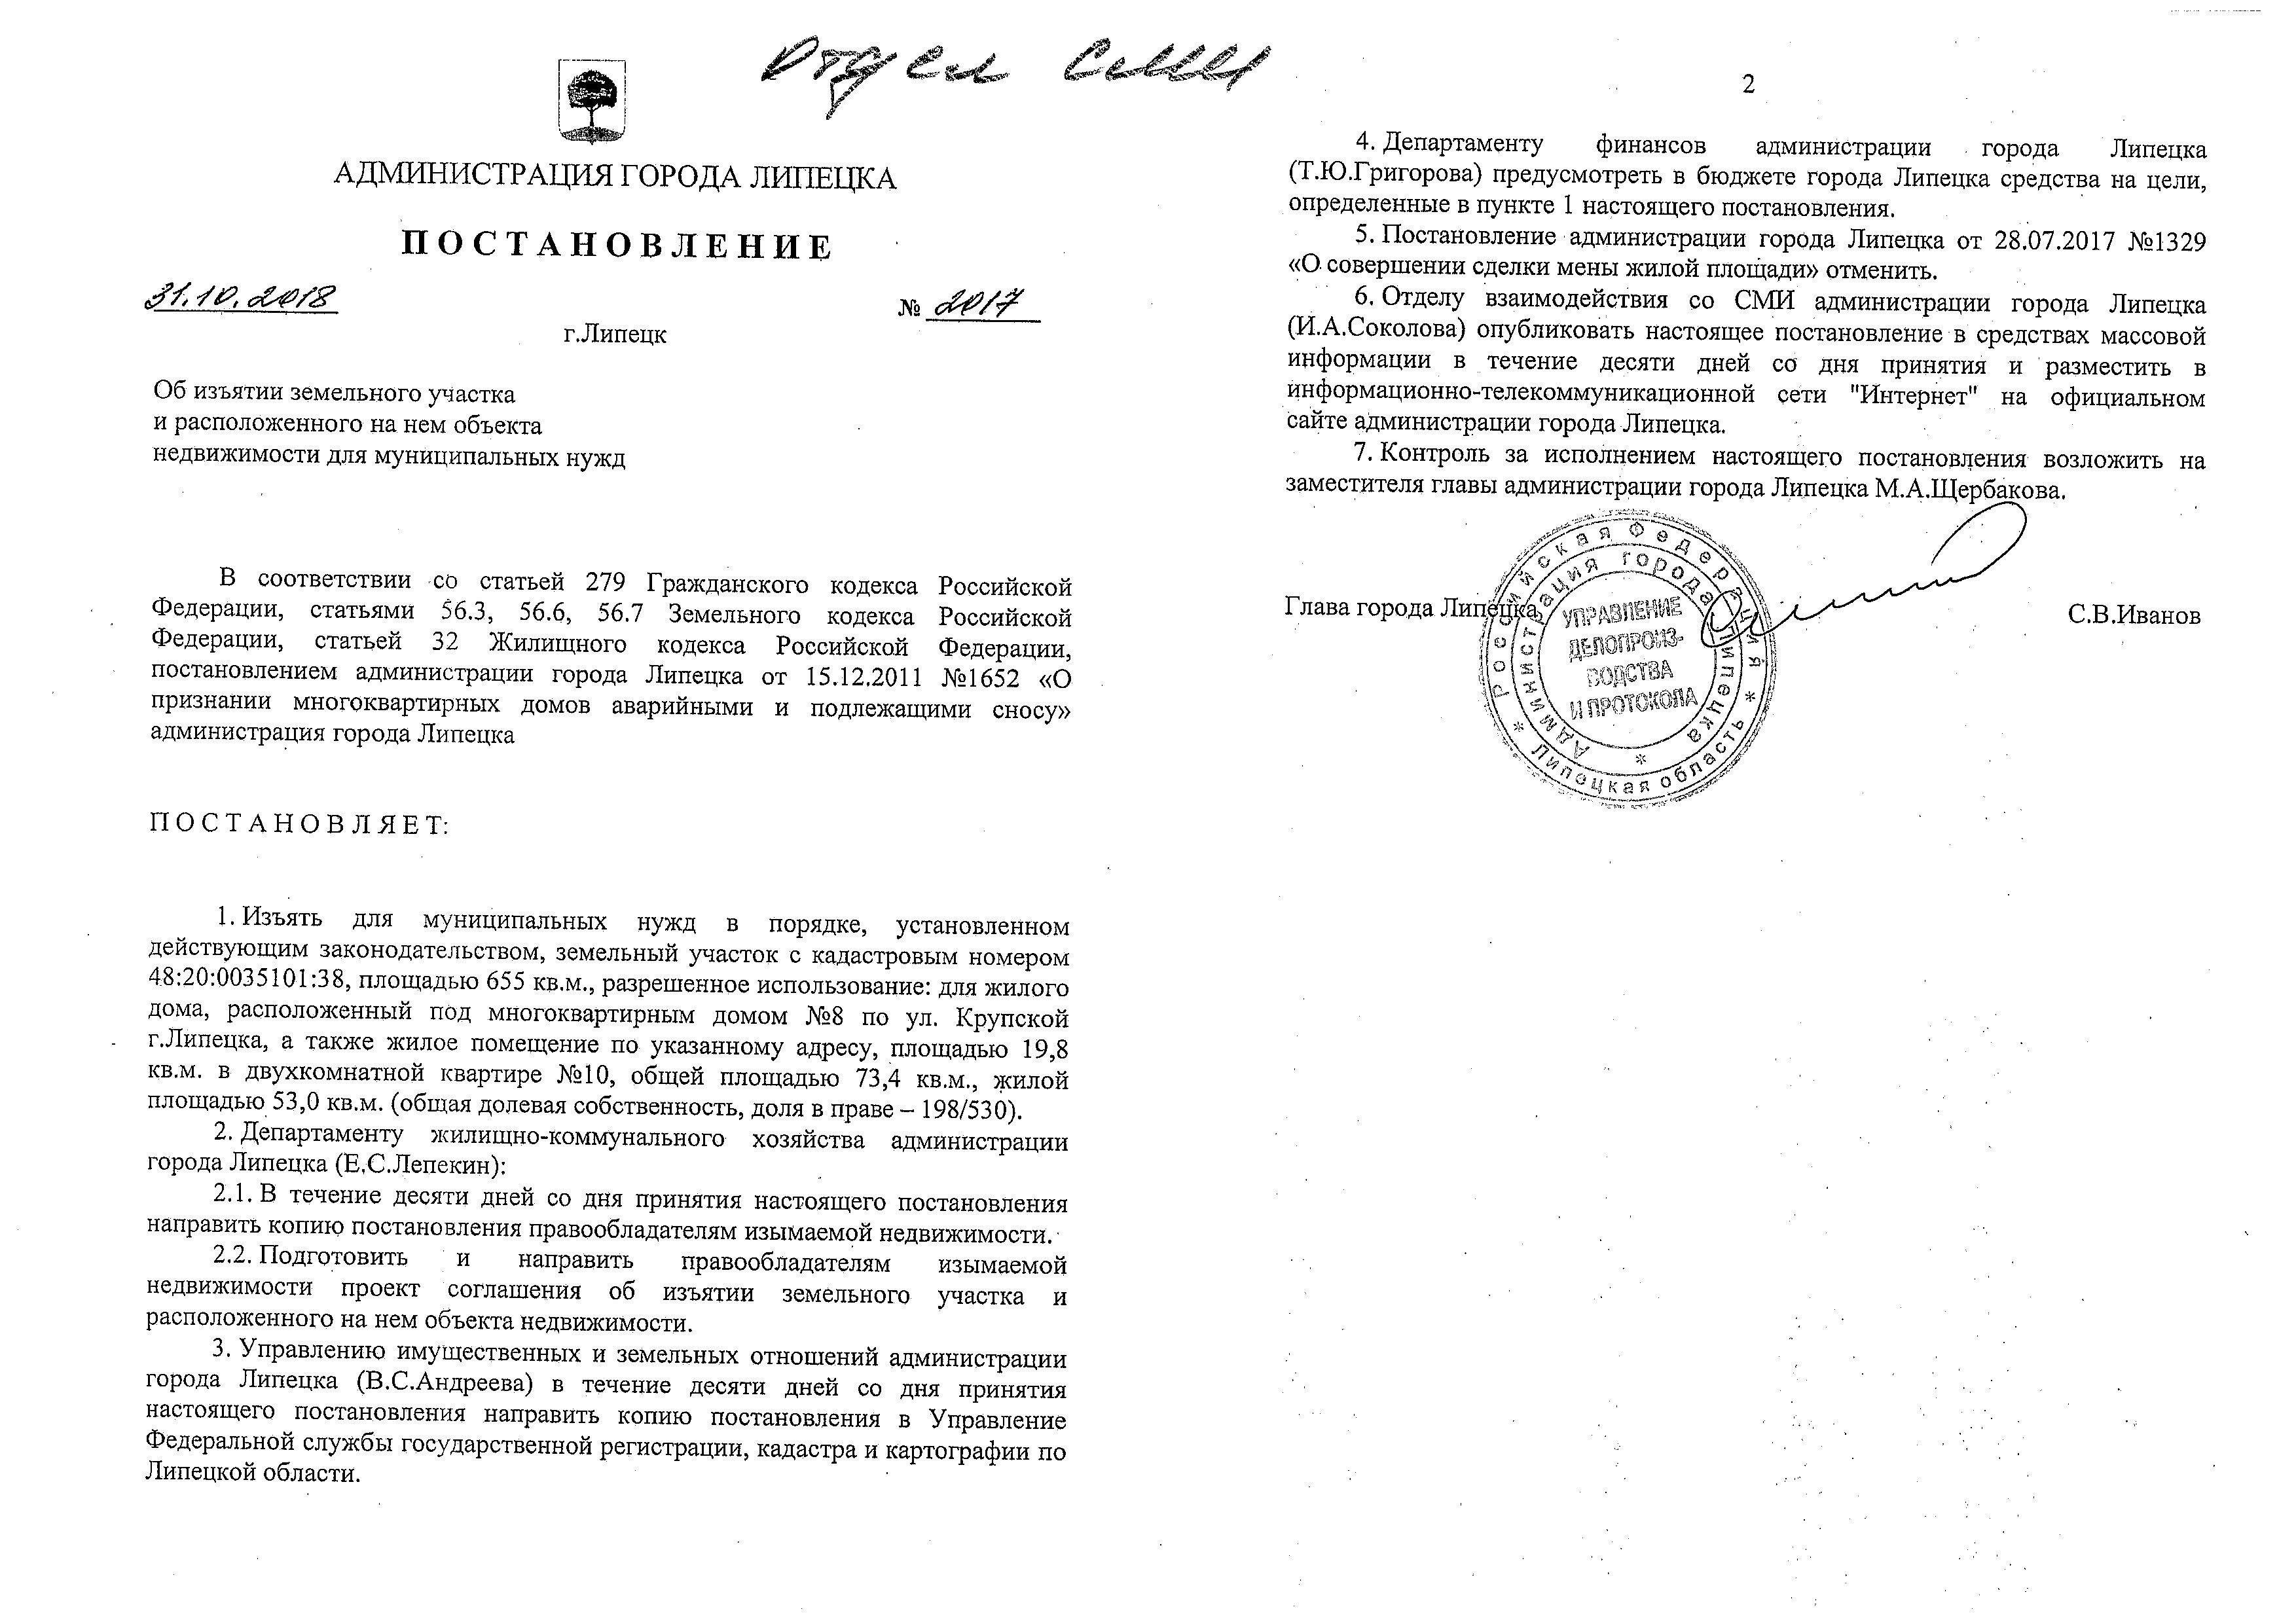 Отдел СМИ
АДМИНИСТРАЦИЯ ГОРОДА ЛИПЕЦКА
ПОСТАНОВЛЕНИЕ
31.10.2018 № 2017
г.Липецк
Об изъятии земельного участка
и расположенного на нем объекта
недвижимости для муниципальных нужд
В соответствии со статьей 279 Гражданского кодекса Российской
Федерации, статьями 56.3, 56.6, 56.7 Земельного кодекса Российской
Федерации, статьей 32 Жилищного кодекса Российской Федерации,
постановлением администрации города Липецка от 15.12.2011 №1652 «О
признании многоквартирных домов аварийными и подлежащими сносу»
администрация города Липецка
ПОСТАНОВЛЯЕТ:
1. Изъять для муниципальных нужд в порядке, установленном
действующим законодательством, земельный участок с кадастровым номером
48:20:0035101:38, площадью 655 кв.м., разрешенное использование: для жилого
дома, расположенный под многоквартирным домом №8 по ул. Крупской
г.Липецка, а также жилое помещение по указанному адресу, площадью 19,8
кв.м. в двухкомнатной квартире №10, общей площадью 73,4 кв.м., жилой
площадью 53,0 кв.м. (общая долевая собственность, доля в праве – 198/530).
2. Департаменту жилищно-коммунального хозяйства администрации
города Липецка (Е.С.Лепекин):
2.1. В течение десяти дней со дня принятия настоящего постановления
направить копию постановления правообладателям изымаемой недвижимости.
2.2. Подготовить и направить правообладателям изымаемой
недвижимости проект соглашения об изъятии земельного участка и
расположенного на нем объекта недвижимости.
3. Управлению имущественных и земельных отношений администрации
города Липецка (В.С.Андреева) в течение десяти дней со дня принятия
настоящего постановления направить копию постановления в Управление
Федеральной службы государственной регистрации, кадастра и картографии по
Липецкой области.
2
4. Департаменту финансов администрации города Липецка
(Т.Ю.Григорова) предусмотреть в бюджете города Липецка средства на цели,
определенные в пункте 1 настоящего постановления.
5. Постановление администрации города Липецка от 28.07.2017 №1329
«О совершении сделки мены жилой площади» отменить.
6. Отделу взаимодействия со СМИ администрации города Липецка
(И.А.Соколова) опубликовать настоящее постановление в средствах массовой
информации в течение десяти дней со дня принятия и разместить в
информационно-телекоммуникационной сети "Интернет" на официальном
сайте администрации города Липецка.
7. Контроль за исполнением настоящего постановления возложить на
заместителя главы администрации города Липецка М.А.Щербакова.
Глава города Липецка С.В.Иванов
* Российская Федерация * Липецкая область
Администрация города Липецка *
УПРАВЛЕНИЕ
ДЕЛОПРОИЗ-
ВОДСТВА
И ПРОТОКОЛА